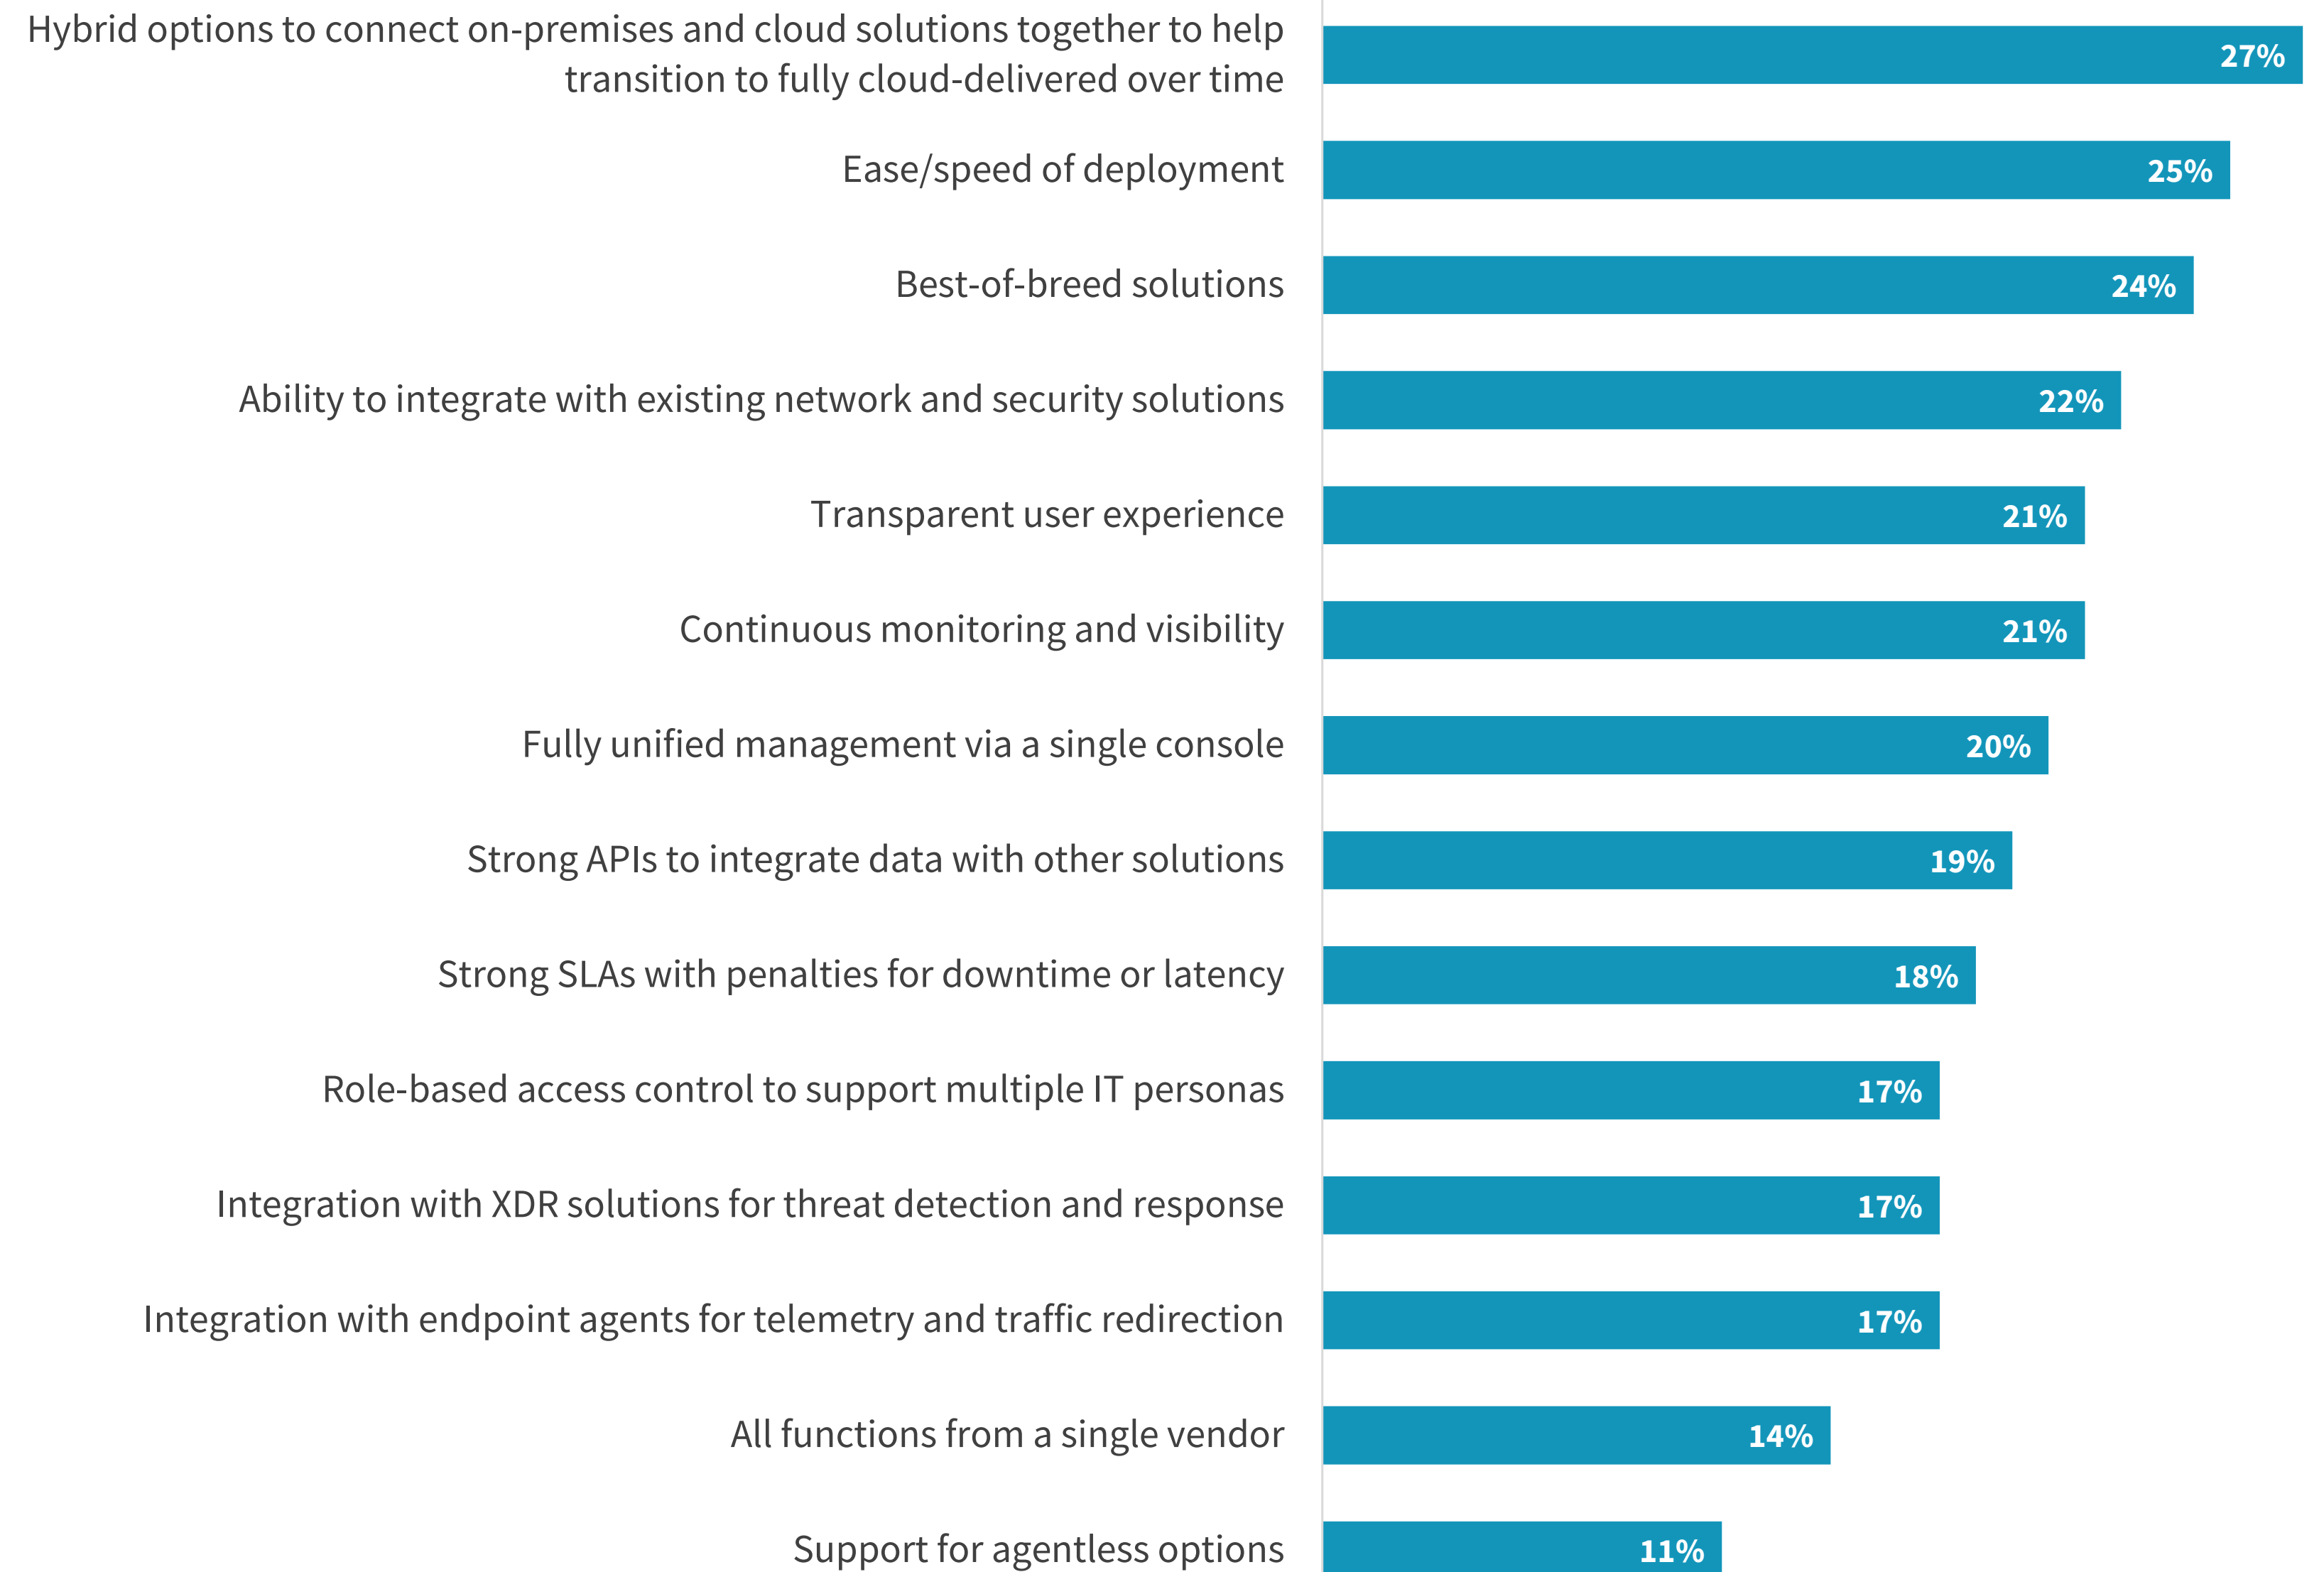 Hybrid options to connect on-premises and cloud solutions together to help
transition to fully cloud-delivered over time
27%
Ease/speed of deployment
25%
Best-of-breed solutions
24%
Ability to integrate with existing network and security solutions
22%
Transparent user experience
21%
Continuous monitoring and visibility
21%
Fully unified management via a single console
20%
Strong APIs to integrate data with other solutions
19%
Strong SLAs with penalties for downtime or latency
18%
Role-based access control to support multiple IT personas
17%
Integration with XDR solutions for threat detection and response
17%
Integration with endpoint agents for telemetry and traffic redirection
17%
All functions from a single vendor
14%
Support for agentless options
11%